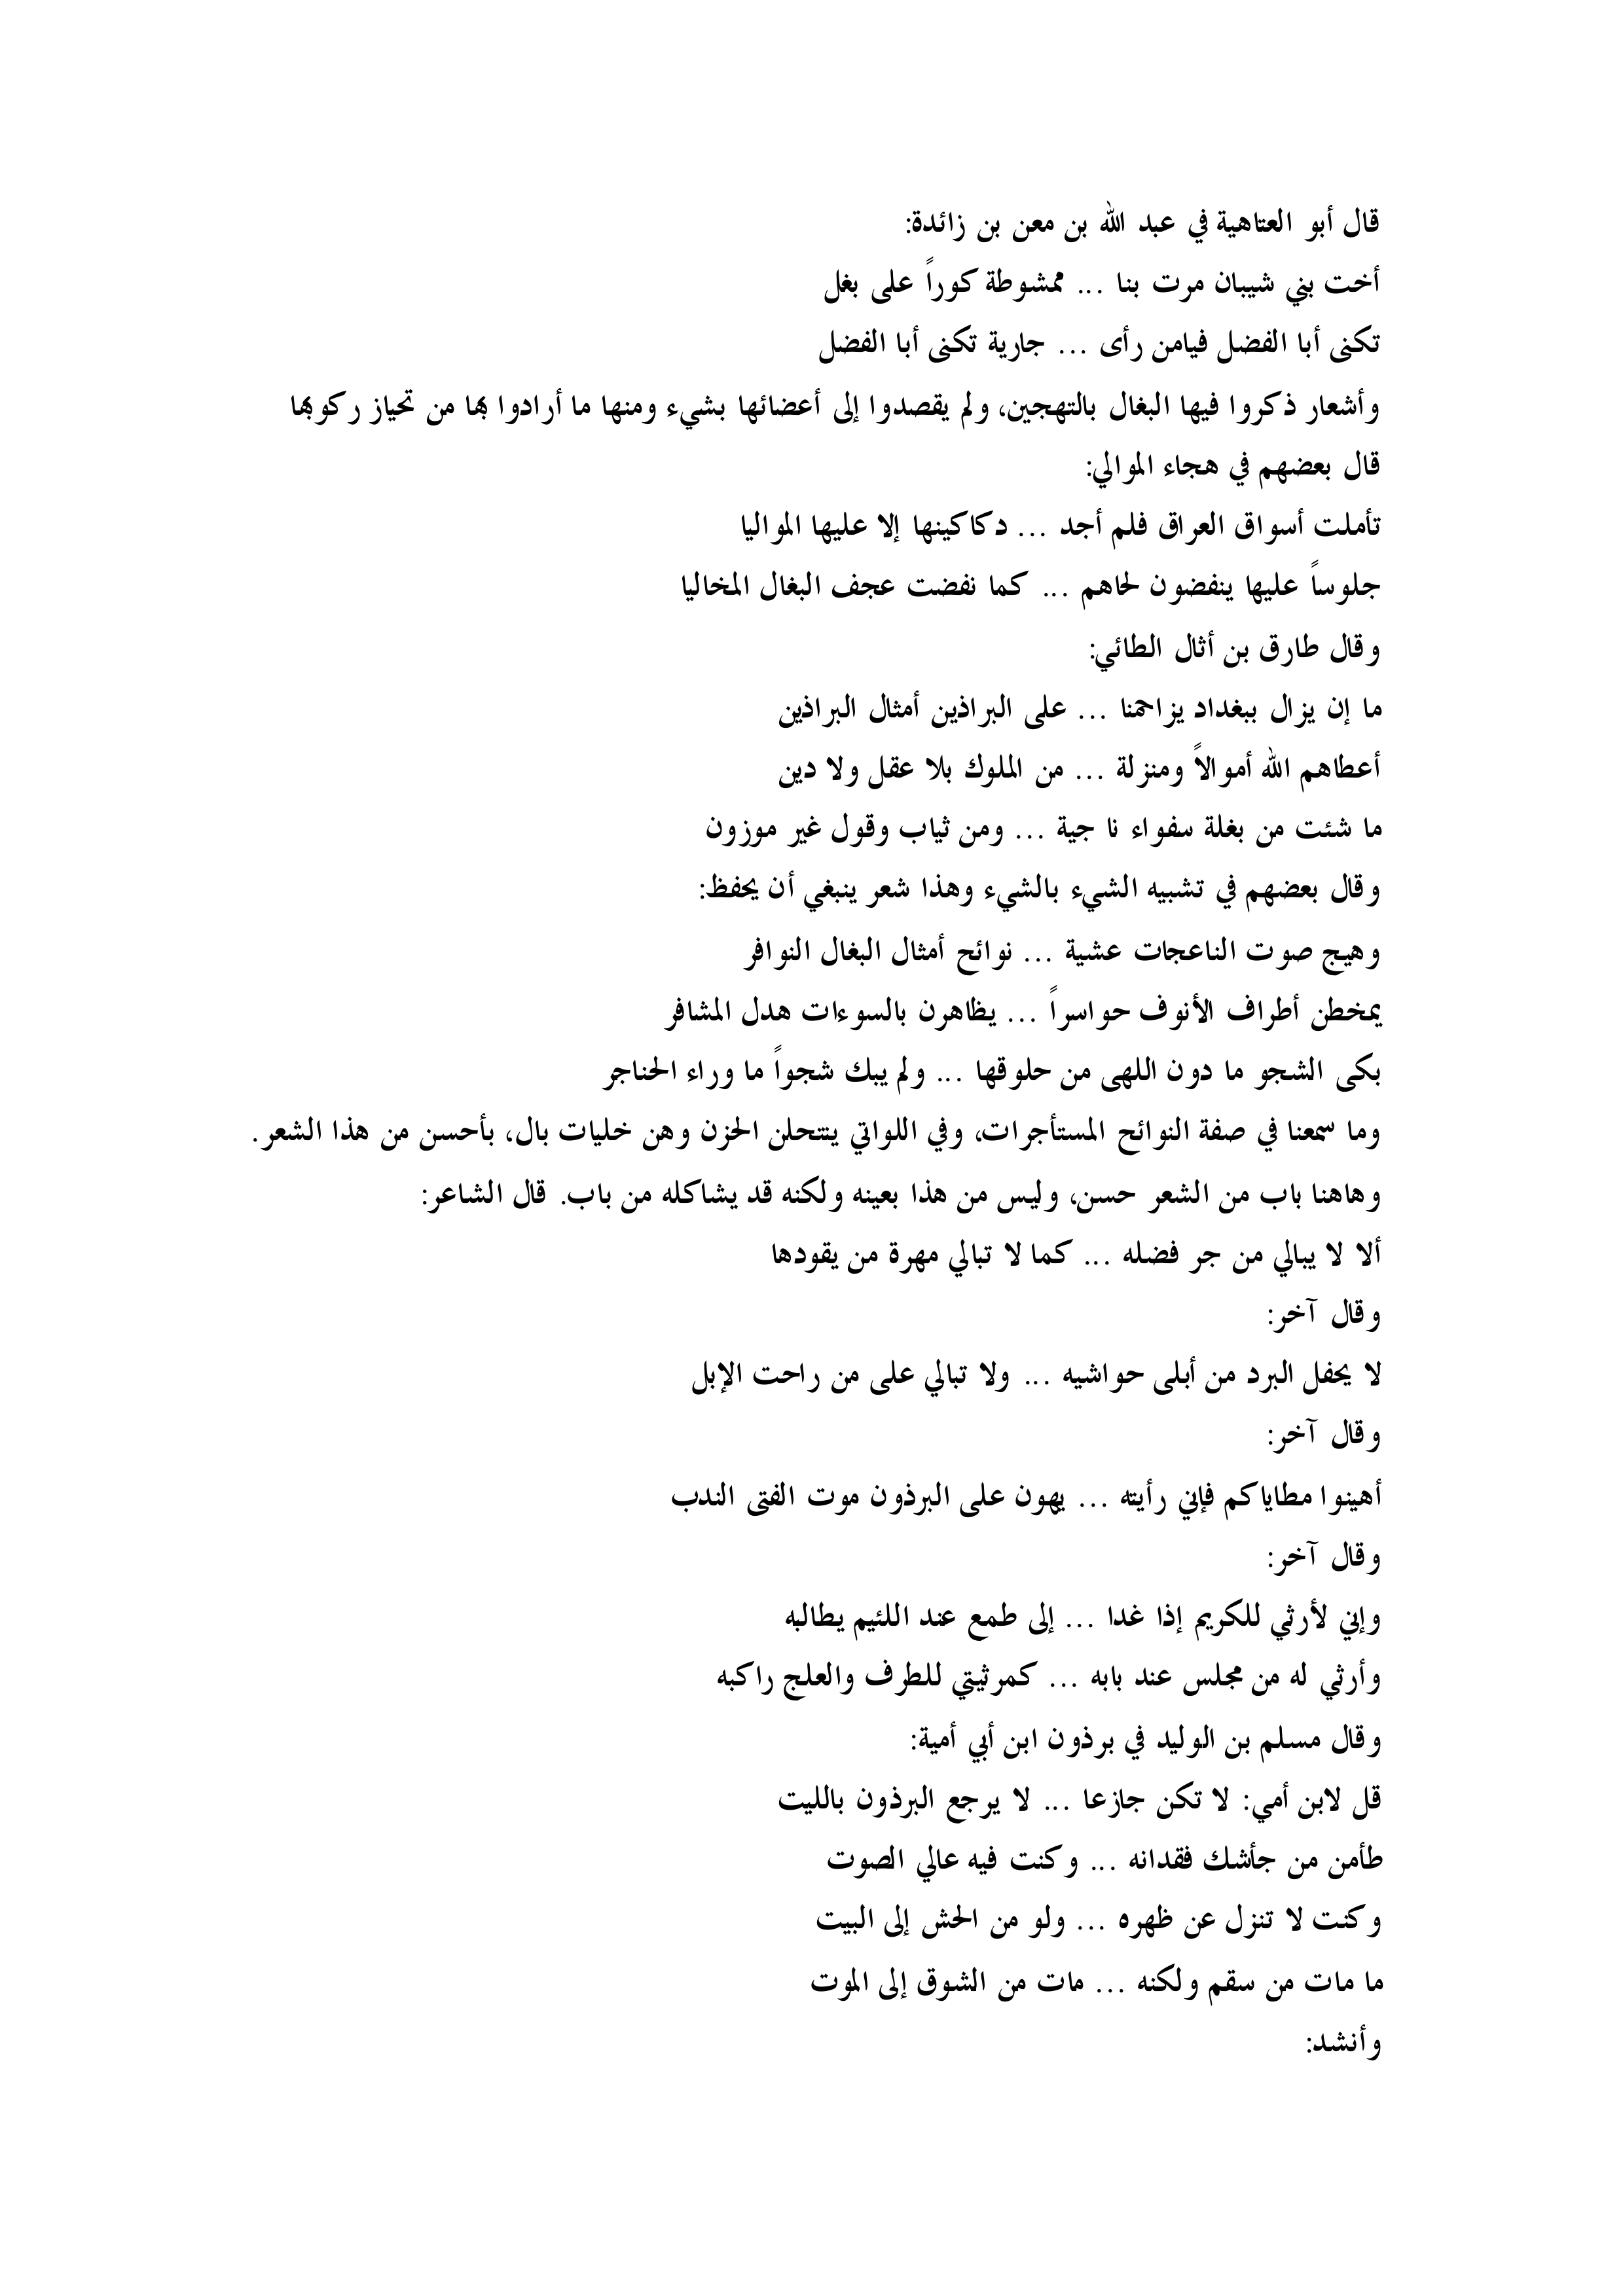 قال أبو العتاهية في عبد الله بن معن بن زائدة:
أخت بني شيبان مرت بنا ... ممشوطة كوراً على بغل
تكنى أبا الفضل فيامن رأى ... جارية تكنى أبا الفضل
وأشعار ذكروا فيها البغال بالتهجين، ولم يقصدوا إلى أعضائها بشيء ومنها ما أرادوا بها من تحياز ركوبها
قال بعضهم في هجاء الموالي:
تأملت أسواق العراق فلم أجد ... دكاكينها إلا عليها المواليا
جلوساً عليها ينفضون لحاهم ... كما نفضت عجف البغال المخاليا
وقال طارق بن أثال الطائي:
ما إن يزال ببغداد يزاحمنا ... على البراذين أمثال البراذين
أعطاهم الله أموالاً ومنزلة ... من الملوك بلا عقل ولا دين
ما شئت من بغلة سفواء نا جية ... ومن ثياب وقول غير موزون
وقال بعضهم في تشبيه الشيء بالشيء وهذا شعر ينبغي أن يحفظ:
وهيج صوت الناعجات عشية ... نوائح أمثال البغال النوافر
يمخطن أطراف الأنوف حواسراً ... يظاهرن بالسوءات هدل المشافر
بكى الشجو ما دون اللهى من حلوقها ... ولم يبك شجواً ما وراء الحناجر
وما سمعنا في صفة النوائح المستأجرات، وفي اللواتي ينتحلن الحزن وهن خليات بال، بأحسن من هذا الشعر.
وهاهنا باب من الشعر حسن، وليس من هذا بعينه ولكنه قد يشاكله من باب. قال الشاعر:
ألا لا يبالي من جر فضله ... كما لا تبالي مهرة من يقودها
وقال آخر:
لا يحفل البرد من أبلى حواشيه ... ولا تبالي على من راحت الإبل
وقال آخر:
أهينوا مطاياكم فإني رأيته ... يهون على البرذون موت الفتى الندب
وقال آخر:
وإني لأرثي للكريم إذا غدا ... إلى طمع عند اللئيم يطالبه
وأرثي له من مجلس عند بابه ... كمرثيتي للطرف والعلج راكبه
وقال مسلم بن الوليد في برذون ابن أبي أمية:
قل لابن أمي: لا تكن جازعا ... لا يرجع البرذون بالليت
طأمن من جأشك فقدانه ... وكنت فيه عالي الصوت
وكنت لا تنزل عن ظهره ... ولو من الحش إلى البيت
ما مات من سقم ولكنه ... مات من الشوق إلى الموت
وأنشد: